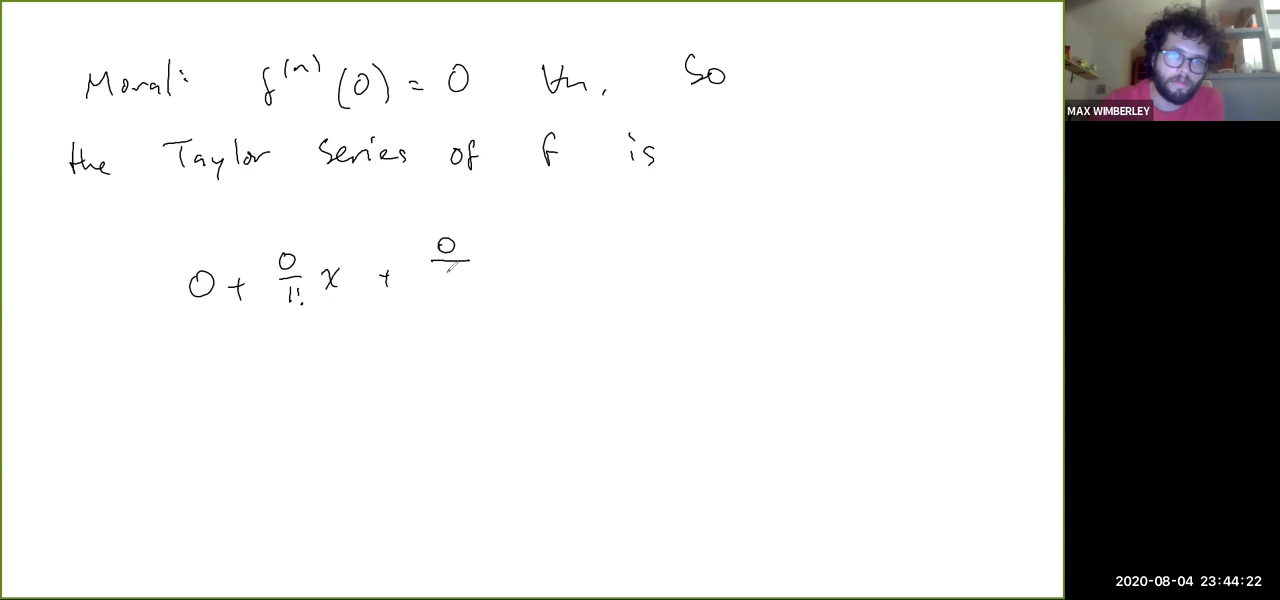 Moral: f^(n) (0) = 0 ∀n. So
the Taylor series of f is
0 + 0/1! x + 0/
MAX WIMBERLEY
2020-08-04 23:44:22